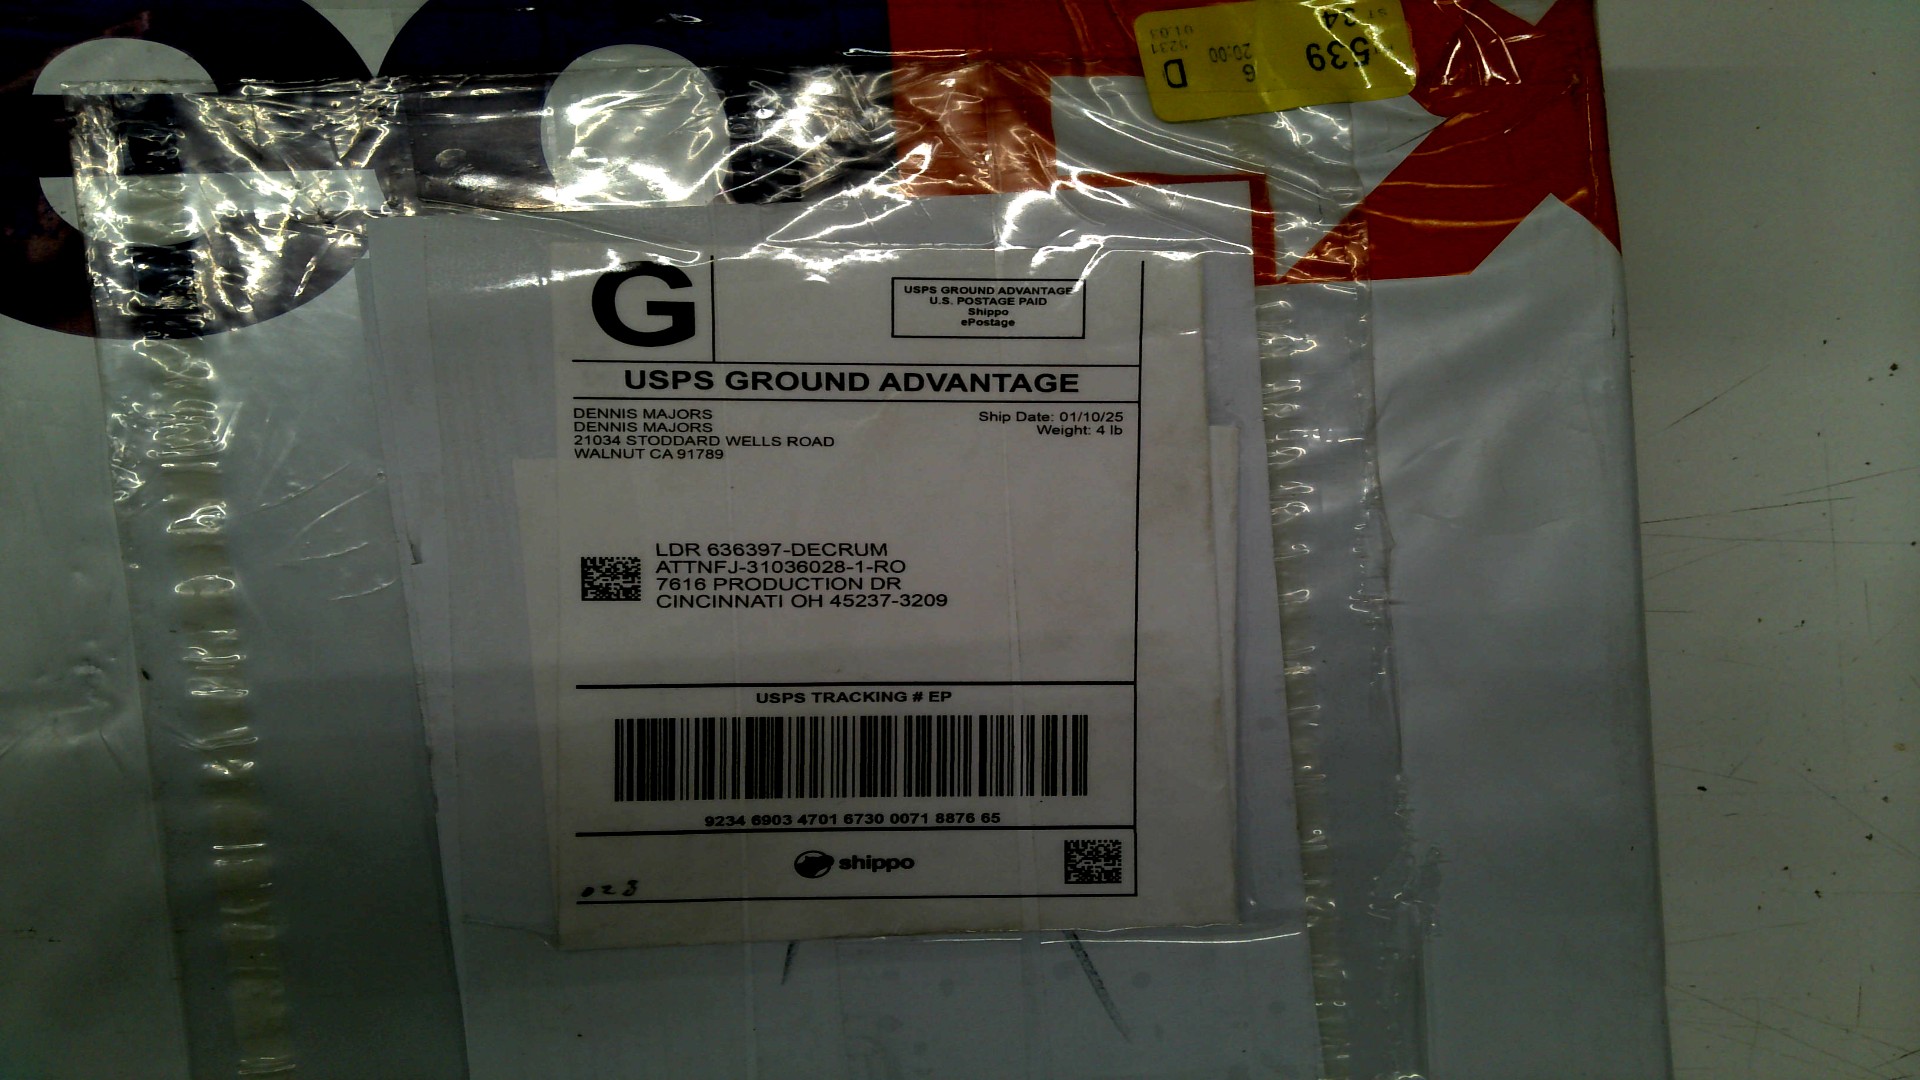 539
D
6
20:00
34
G
USPS GROUND ADVANTAGE
U.S. POSTAGE PAID
Shippo
ePostage
USPS GROUND ADVANTAGE
DENNIS MAJORS
DENNIS MAJORS
21034 STODDARD WELLS ROAD
WALNUT CA 91789
Ship Date: 01/10/25
Weight: 4 lb
LDR 636397-DECRUM
ATTNFJ-31036028-1-RO
7616 PRODUCTION DR
CINCINNATI OH 45237-3209
USPS TRACKING # EP
9234 6903 4701 6730 0071 8876 65
shippo
023